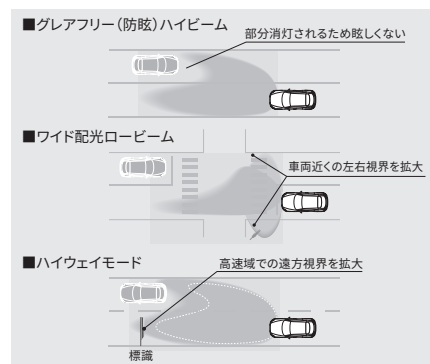 ■グレアフリー（防眩）ハイビーム
部分消灯されるため眩しくない
■ワイド配光ロービーム
車両近くの左右視界を拡大
■ハイウェイモード
高速域での遠方視界を拡大
標識